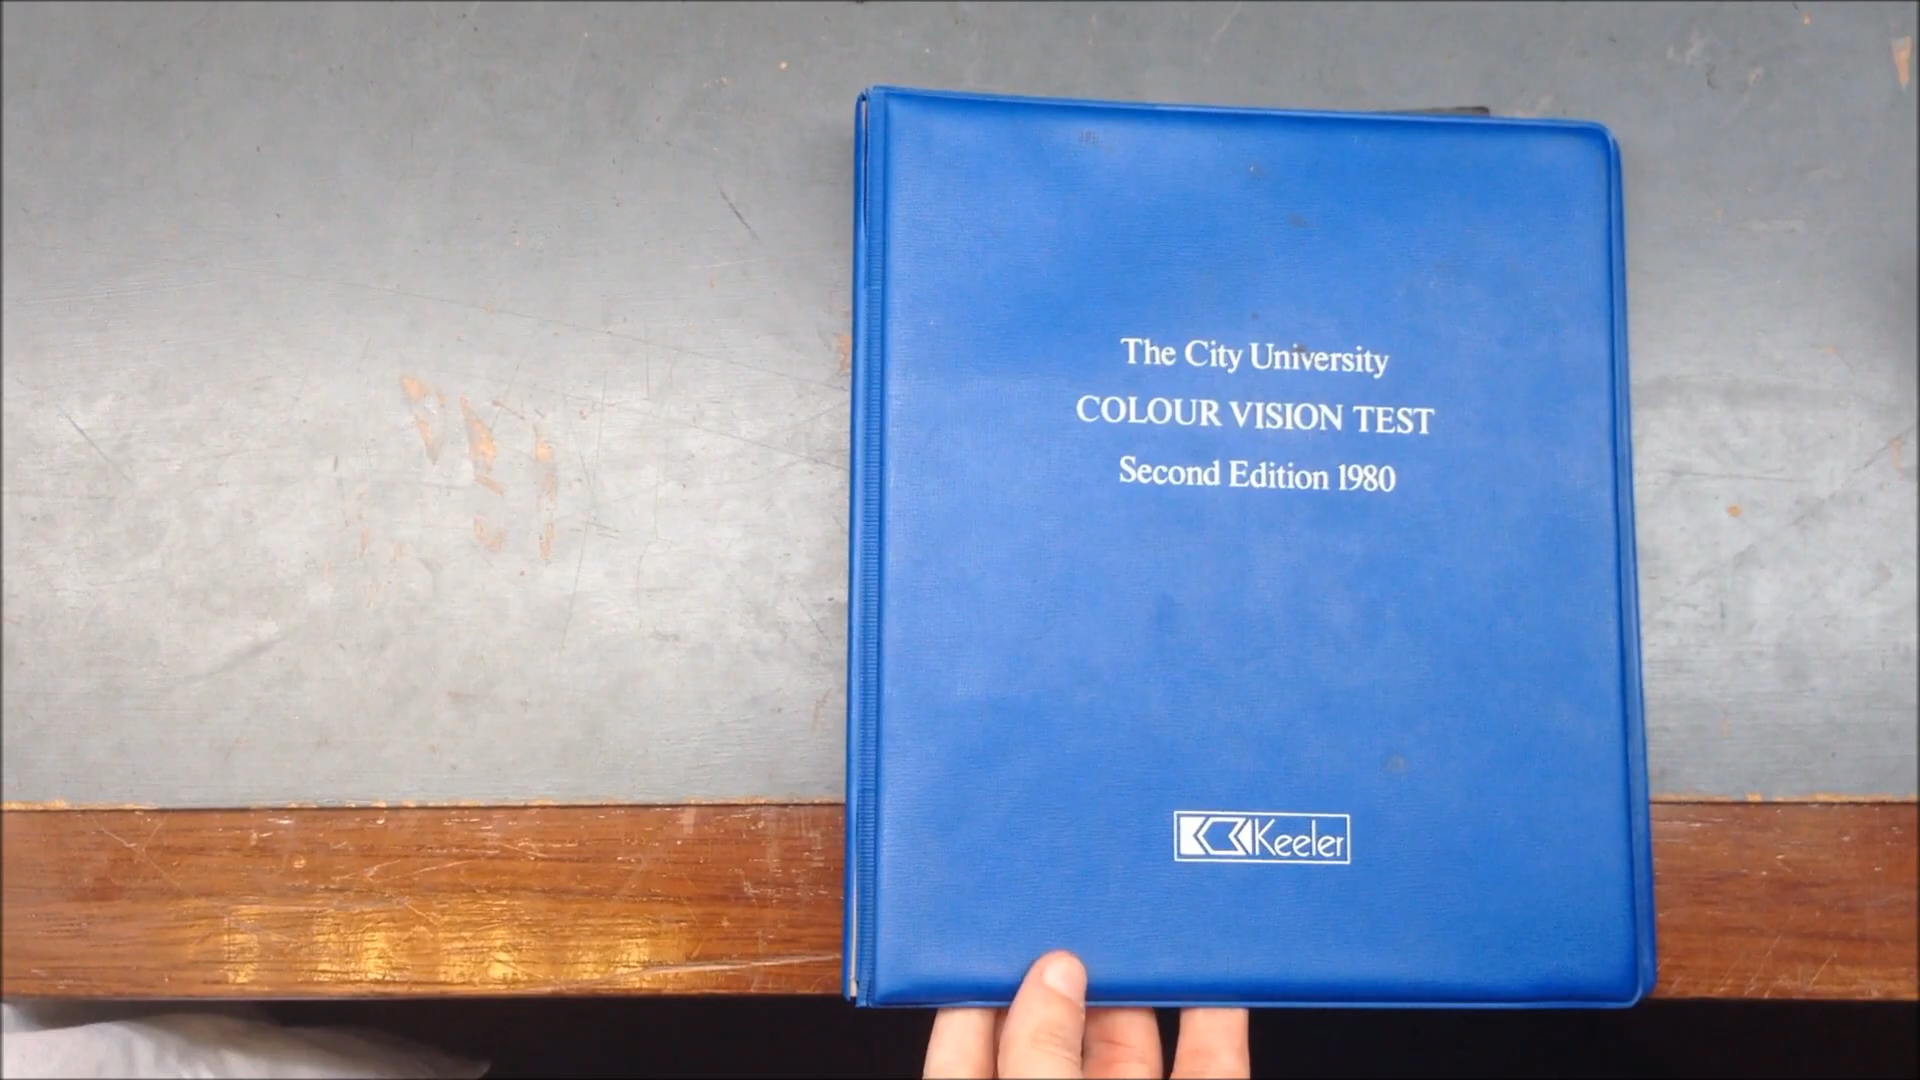 The City University
COLOUR VISION TEST
Second Edition 1980
Keeler